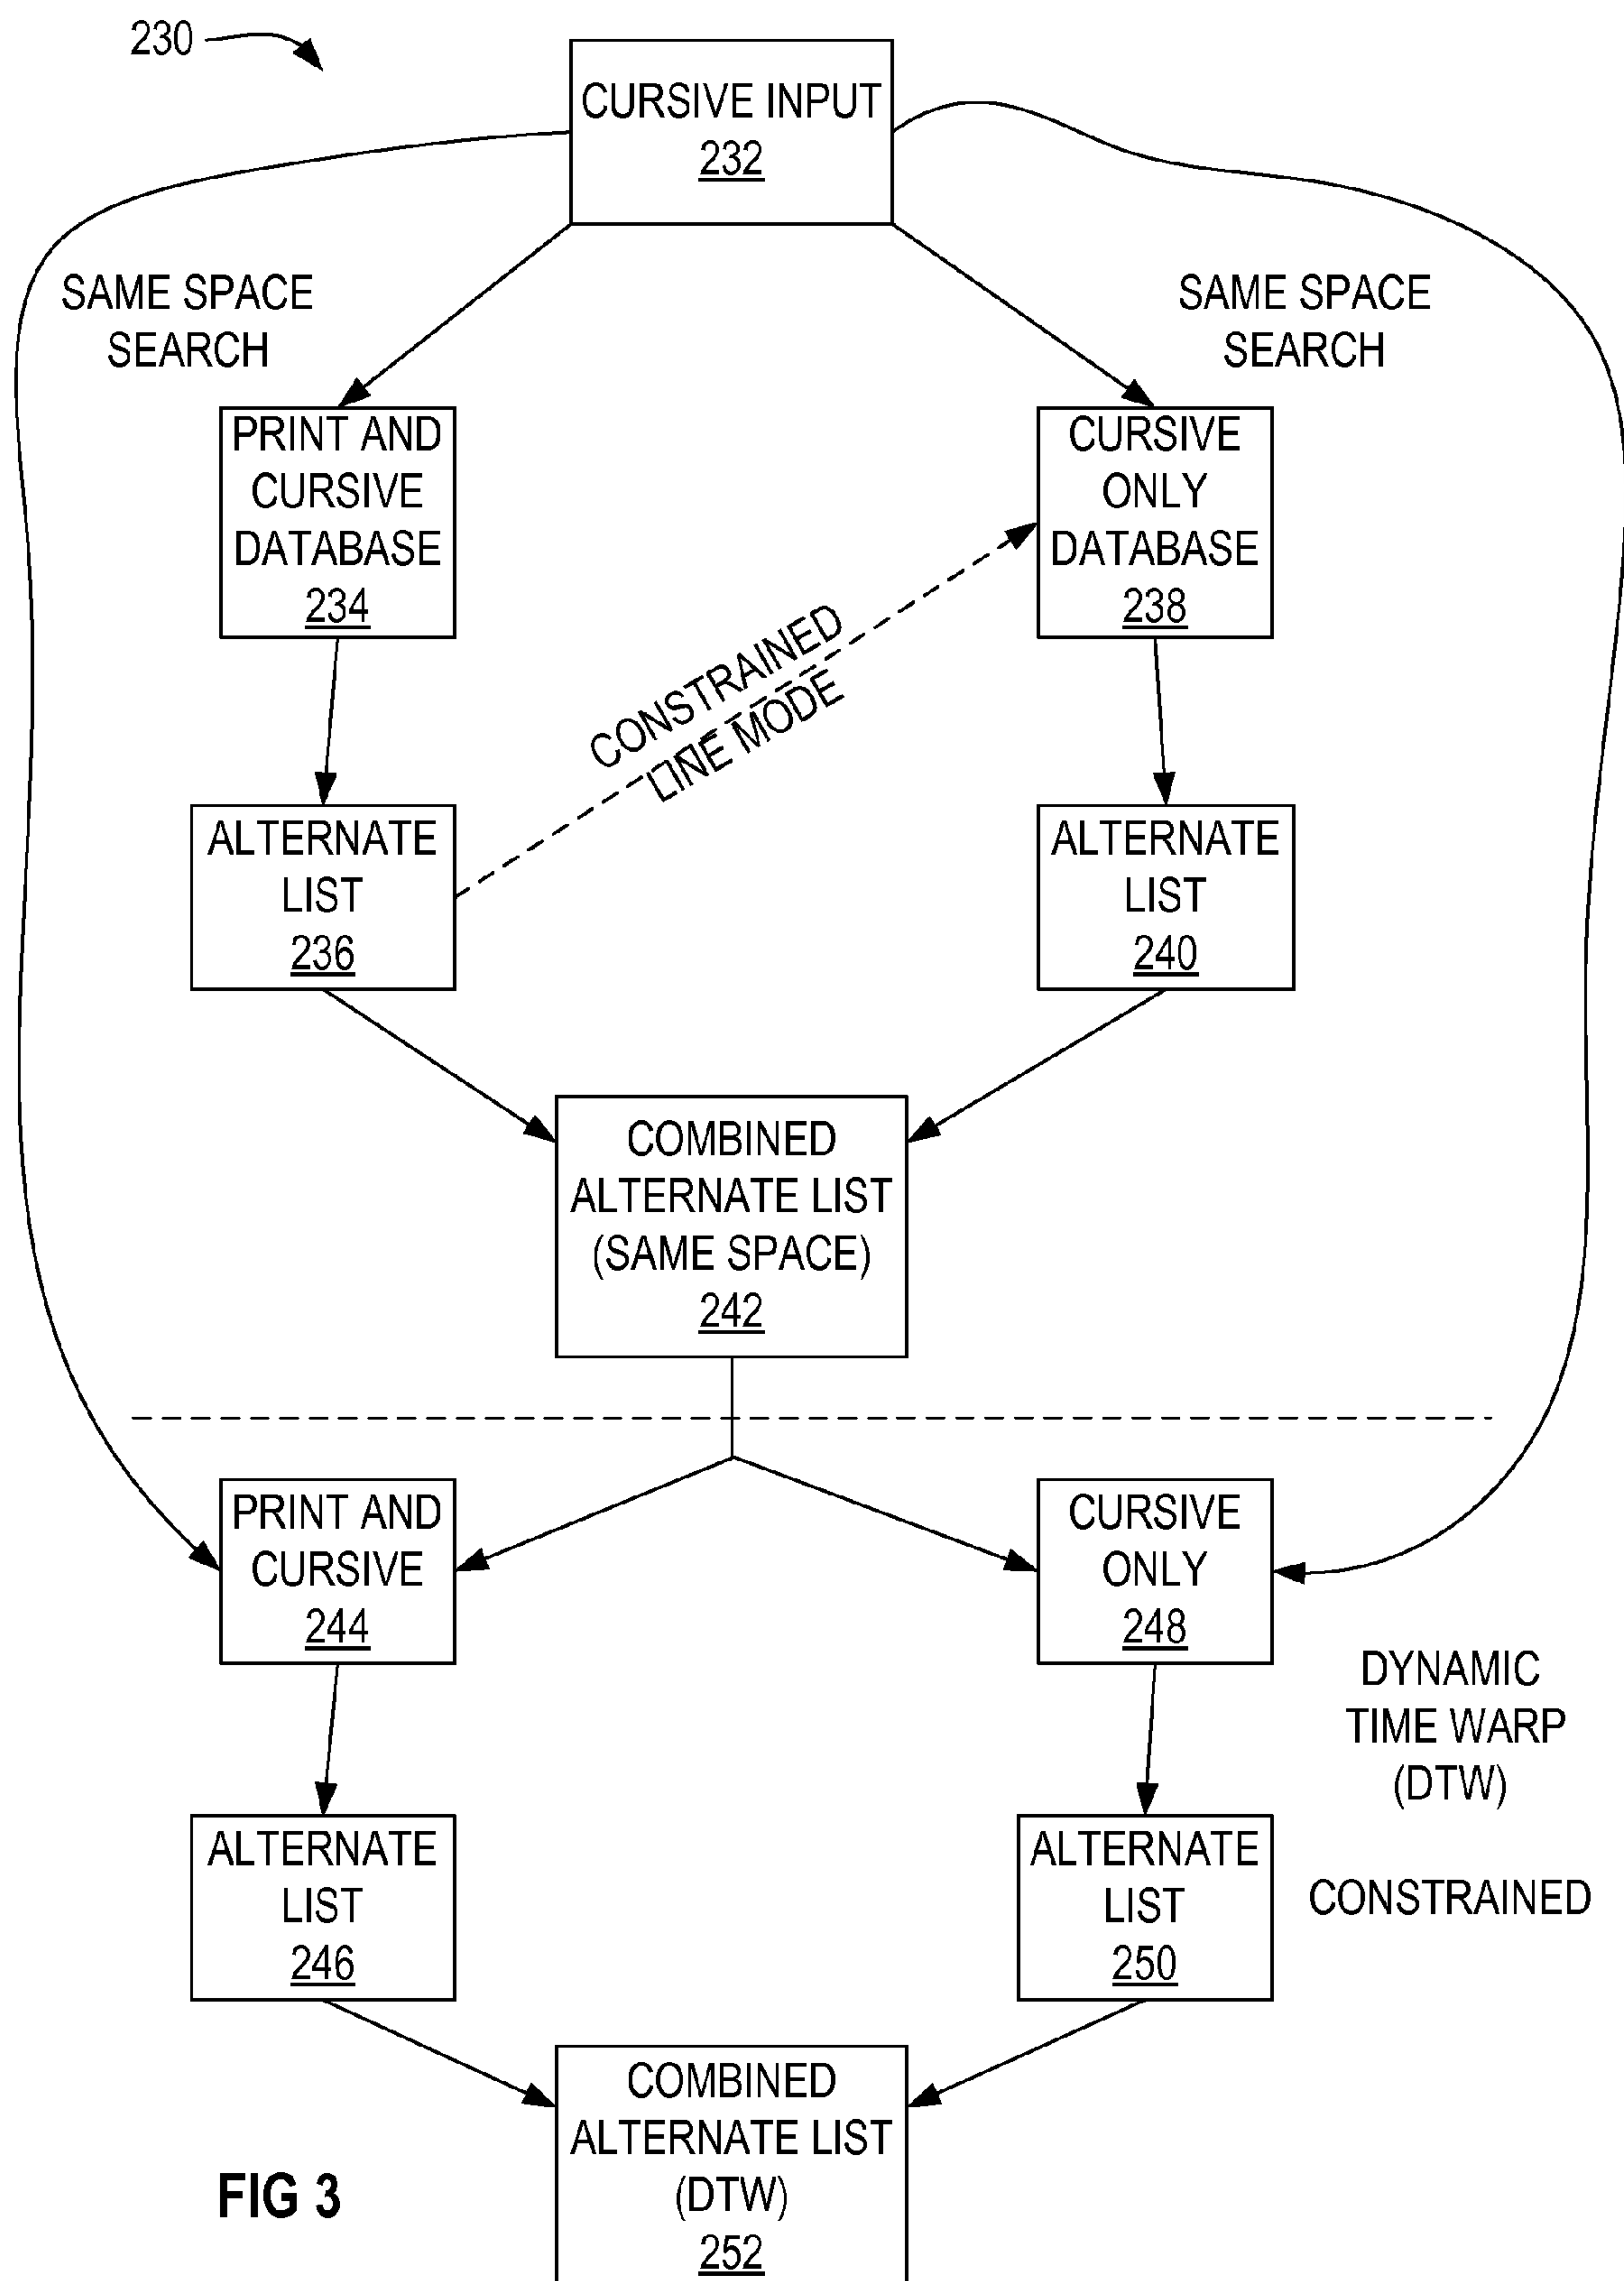 230
CURSIVE INPUT
232
SAME SPACE
SEARCH
SAME SPACE
SEARCH
PRINT AND
CURSIVE
DATABASE
234
CURSIVE
ONLY
DATABASE
238
CONSTRAINED
LINE MODE
ALTERNATE
LIST
236
ALTERNATE
LIST
240
COMBINED
ALTERNATE LIST
(SAME SPACE)
242
PRINT AND
CURSIVE
244
CURSIVE
ONLY
248
DYNAMIC
TIME WARP
(DTW)
ALTERNATE
LIST
246
ALTERNATE
LIST
250
CONSTRAINED
COMBINED
ALTERNATE LIST
(DTW)
252
FIG 3